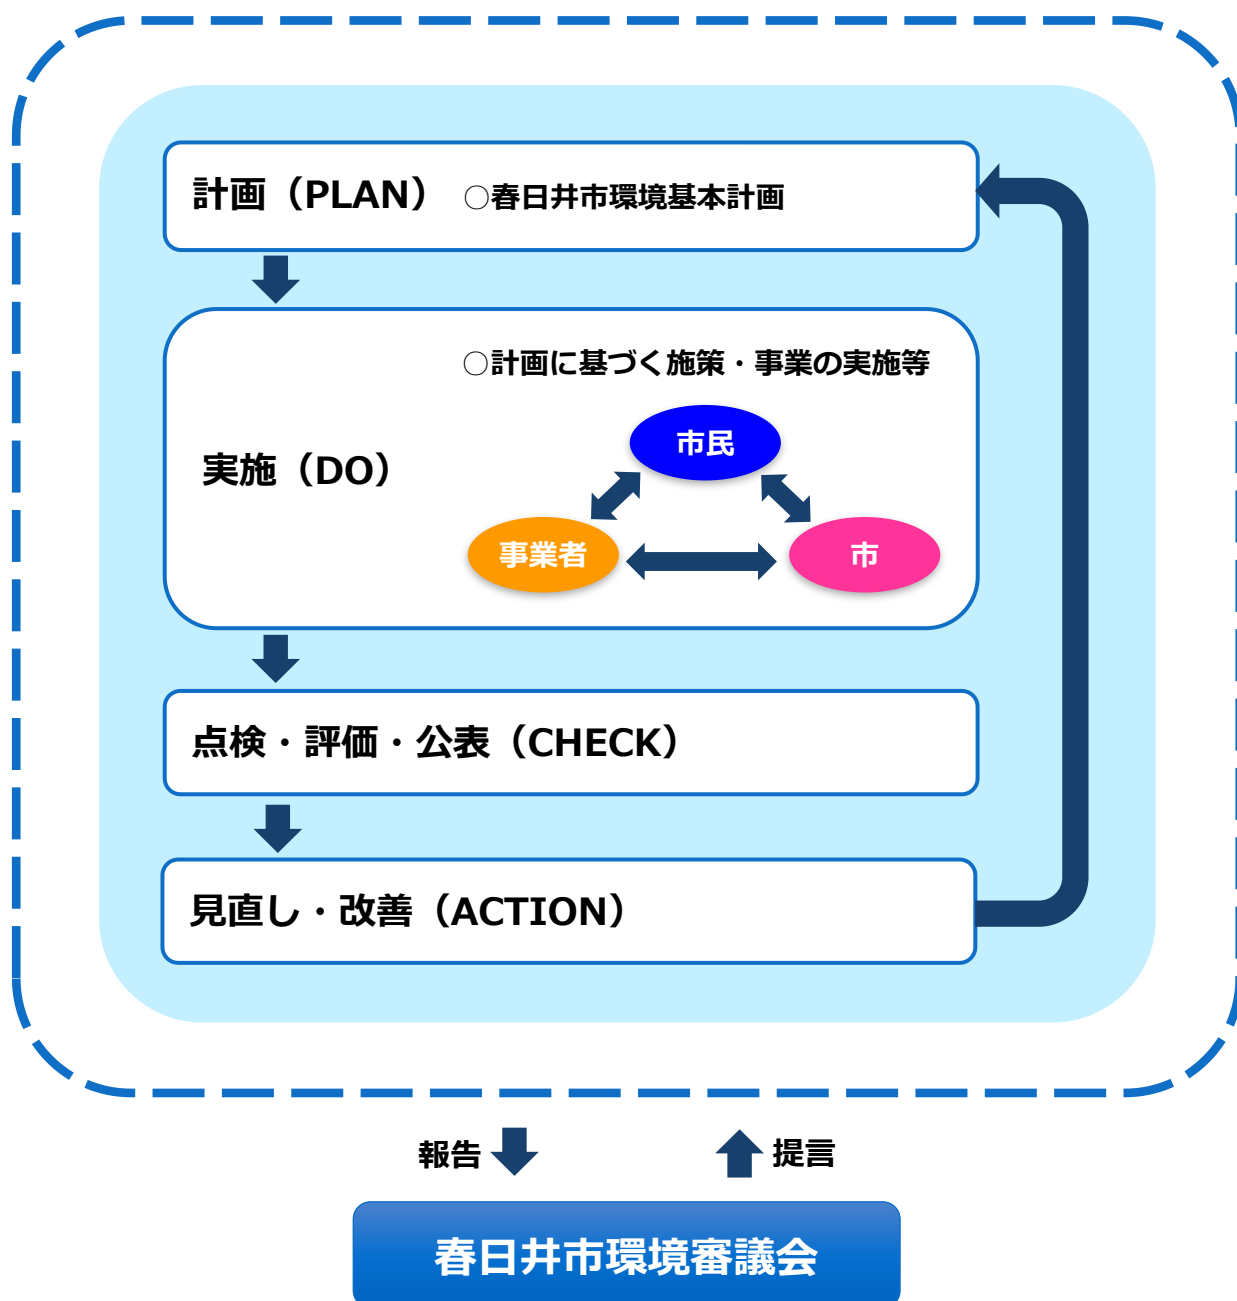 計画（PLAN） ○春日井市環境基本計画
○計画に基づく施策・事業の実施等
市民
実施（DO）
事業者
市
点検・評価・公表（CHECK）
見直し・改善（ACTION）
報告
提言
春日井市環境審議会